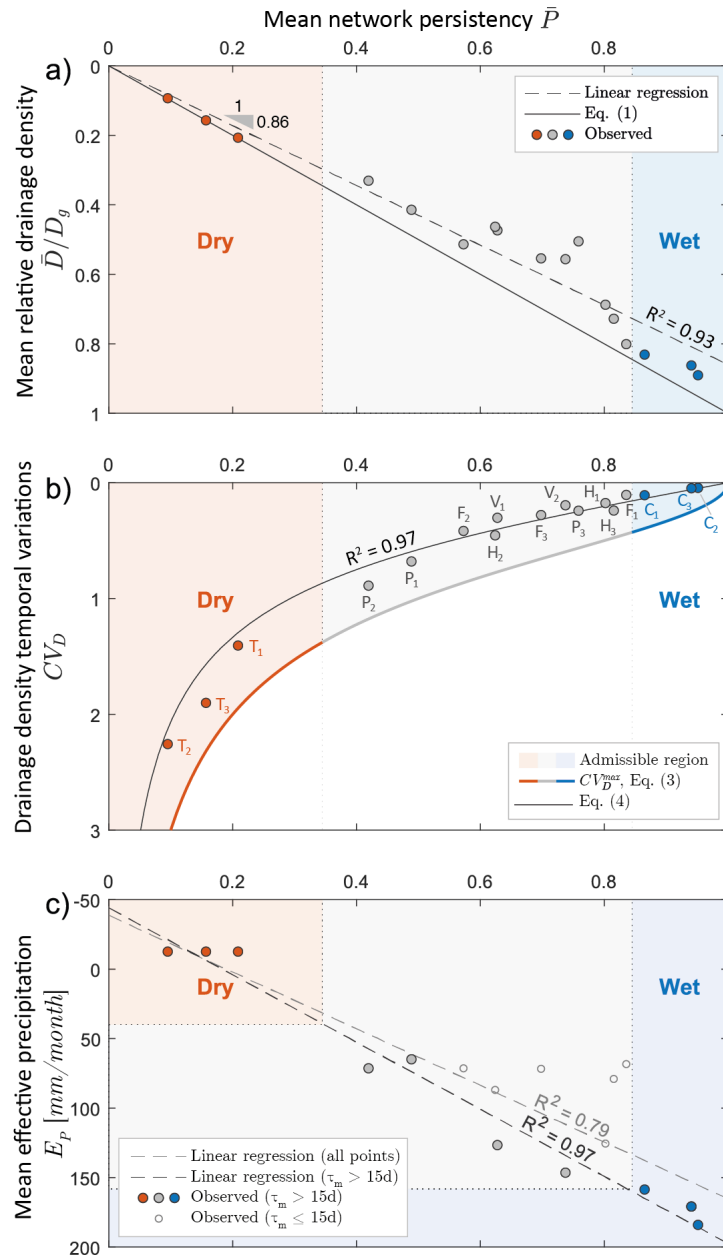 Mean network persistency P̄
0 0.2 0.4 0.6 0.8
a)
Mean relative drainage density
D̄/D_g
0
0.2
0.4
0.6
0.8
1
1
0.86
Linear regression
Eq. (1)
Observed
Dry
Wet
R² = 0.93
0 0.2 0.4 0.6 0.8
b)
Drainage density temporal variations
CV_D
0
1
2
3
R² = 0.97
F₂ V₁ V₂ H₁
P₁ H₂ F₃ P₃ H₃ F₁ C₁ C₃ C₂
P₂
T₁
T₃
T₂
Dry
Wet
Admissible region
CV_D^max, Eq. (3)
Eq. (4)
0 0.2 0.4 0.6 0.8
c)
Mean effective precipitation
E_P [mm/month]
-50
0
50
100
150
200
Dry
Wet
R² = 0.79
R² = 0.97
Linear regression (all points)
Linear regression (τₘ > 15d)
Observed (τₘ > 15d)
Observed (τₘ ≤ 15d)